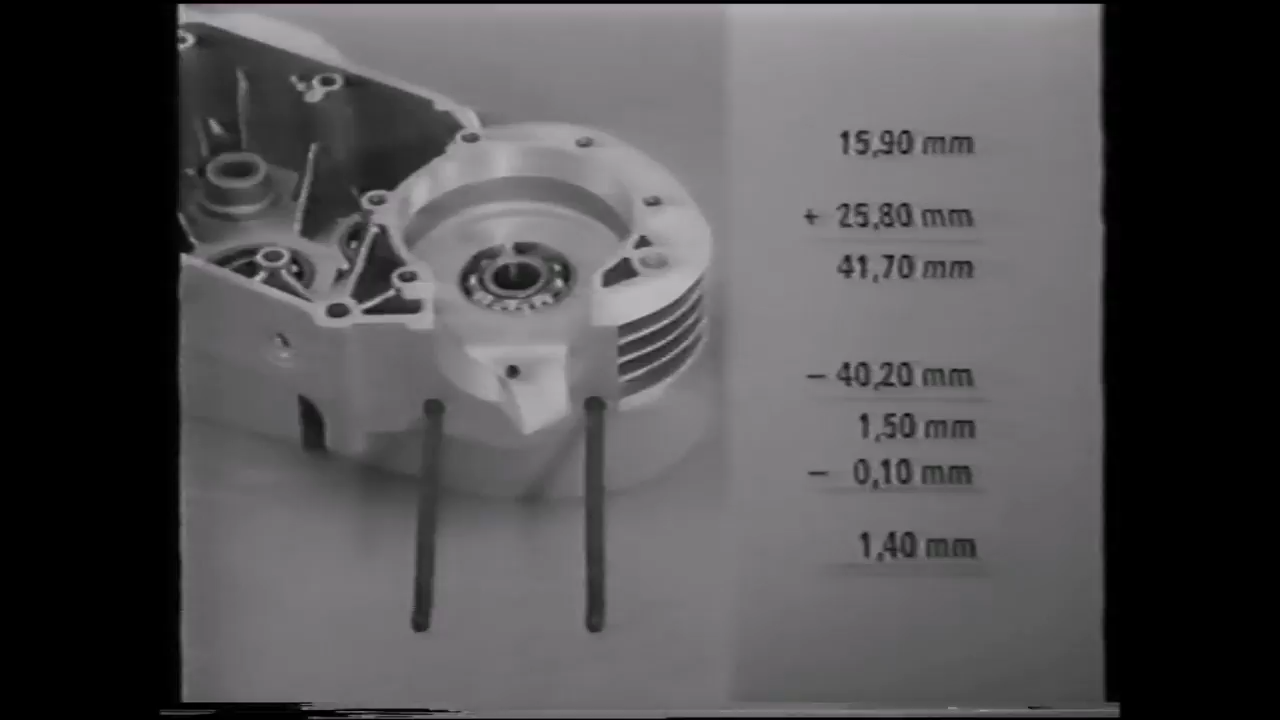 15,90 mm
+ 25,80 mm
41,70 mm
– 40,20 mm
1,50 mm
– 0,10 mm
1,40 mm